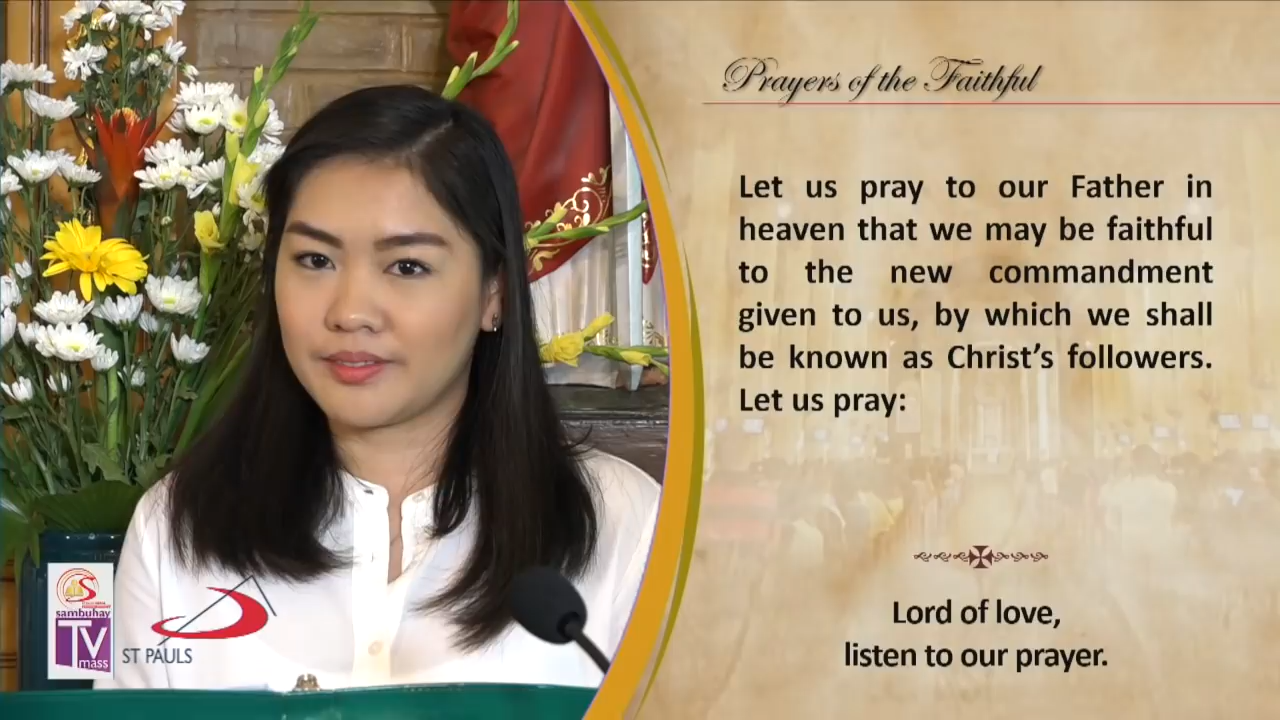 Prayers of the Faithful
Let us pray to our Father in
heaven that we may be faithful
to the new commandment
given to us, by which we shall
be known as Christ's followers.
Let us pray:
Lord of love,
listen to our prayer.
sambuhay
TV
mass
ST PAULS